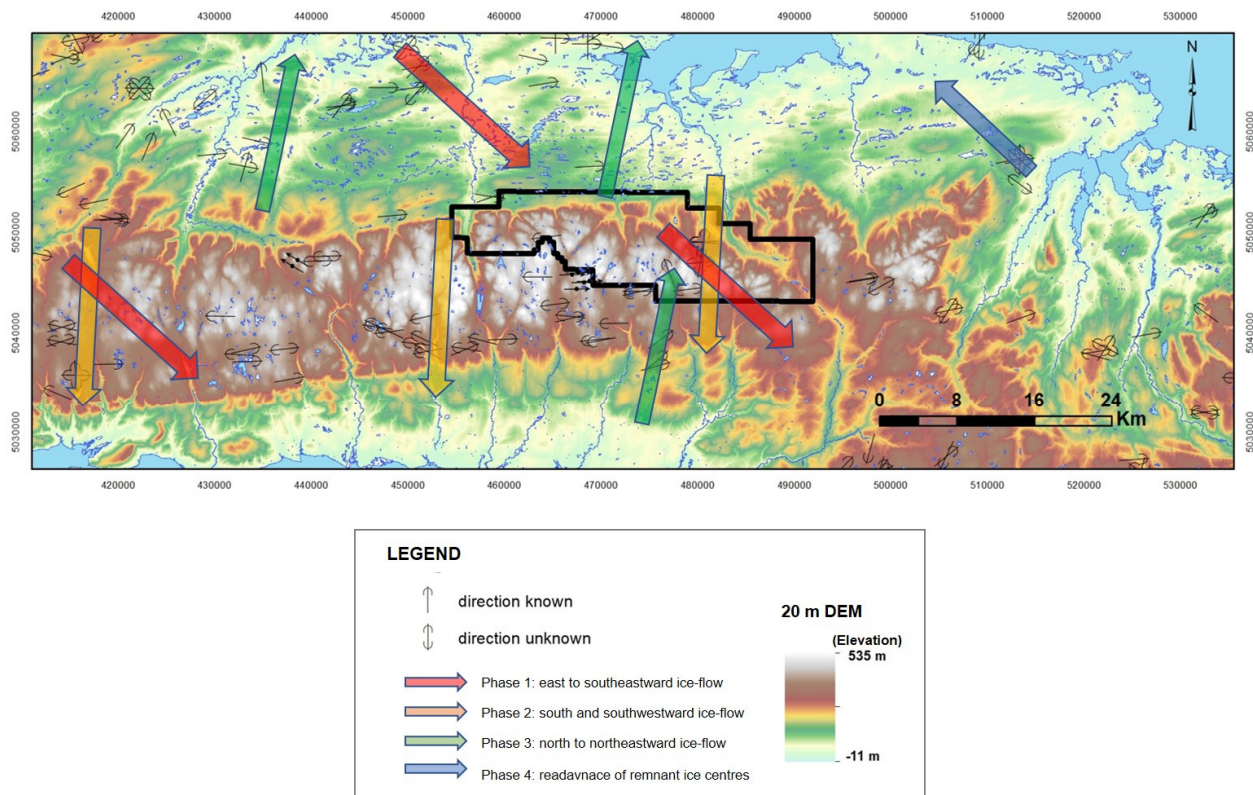 420000 430000 440000 450000 460000 470000 480000 490000 500000 510000 520000 530000
N
5060000 5060000
5050000 5050000
5040000 5040000
5030000 5030000
0 8 16 24
Km
420000 430000 440000 450000 460000 470000 480000 490000 500000 510000 520000 530000
LEGEND
direction known
direction unknown
Phase 1: east to southeastward ice-flow
Phase 2: south and southwestward ice-flow
Phase 3: north to northeastward ice-flow
Phase 4: readavnace of remnant ice centres
20 m DEM
(Elevation)
535 m
-11 m